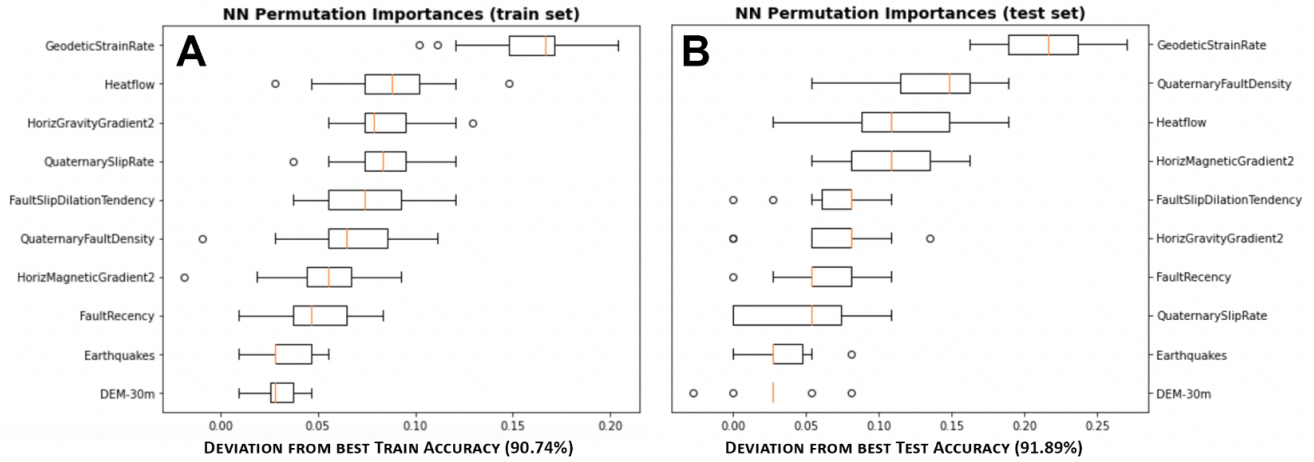 NN Permutation Importances (train set)
A
GeodeticStrainRate
Heatflow
HorizGravityGradient2
QuaternarySlipRate
FaultSlipDilationTendency
QuaternaryFaultDensity
HorizMagneticGradient2
FaultRecency
Earthquakes
DEM-30m
0.00 0.05 0.10 0.15 0.20
DEVIATION FROM BEST TRAIN ACCURACY (90.74%)
NN Permutation Importances (test set)
B
GeodeticStrainRate
QuaternaryFaultDensity
Heatflow
HorizMagneticGradient2
FaultSlipDilationTendency
HorizGravityGradient2
FaultRecency
QuaternarySlipRate
Earthquakes
DEM-30m
0.00 0.05 0.10 0.15 0.20 0.25
DEVIATION FROM BEST TEST ACCURACY (91.89%)